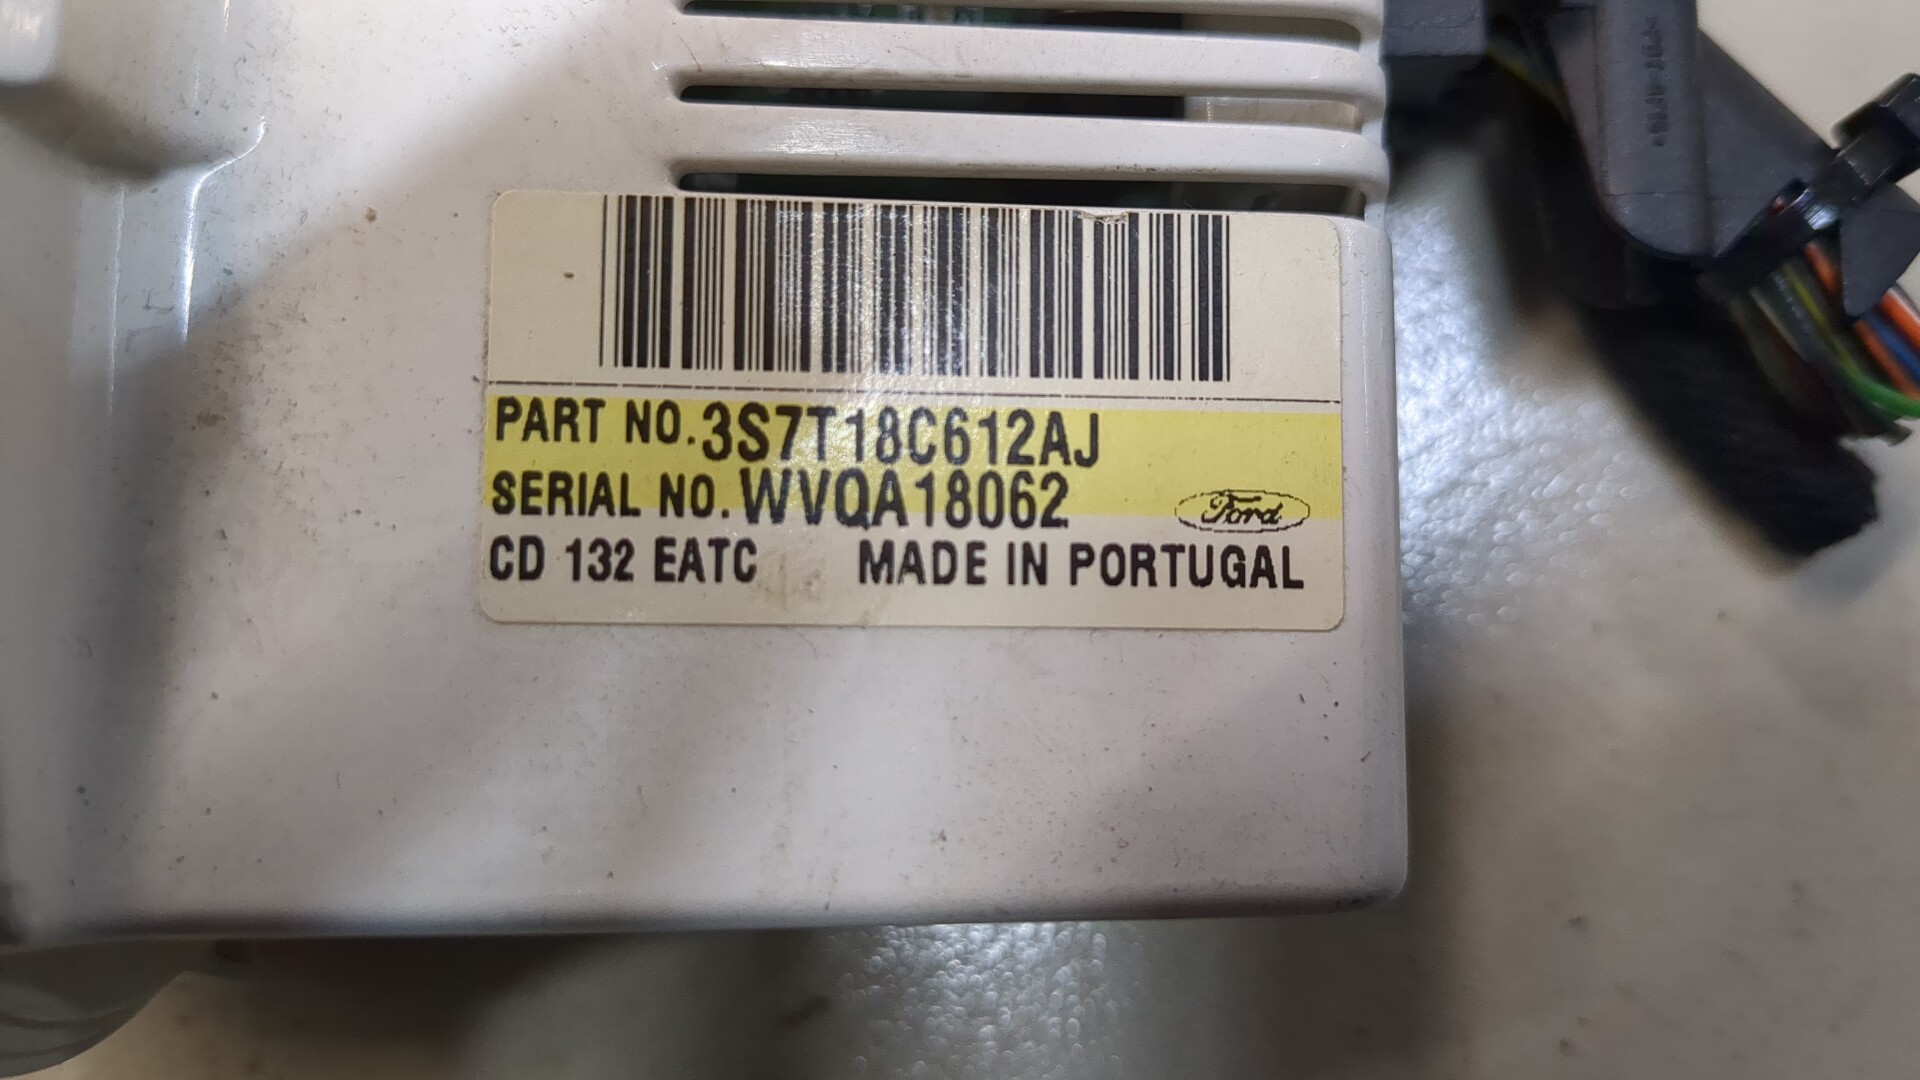 PART NO. 3S7T18C612AJ
SERIAL NO. WVQA18062
Ford
CD 132 EATC MADE IN PORTUGAL